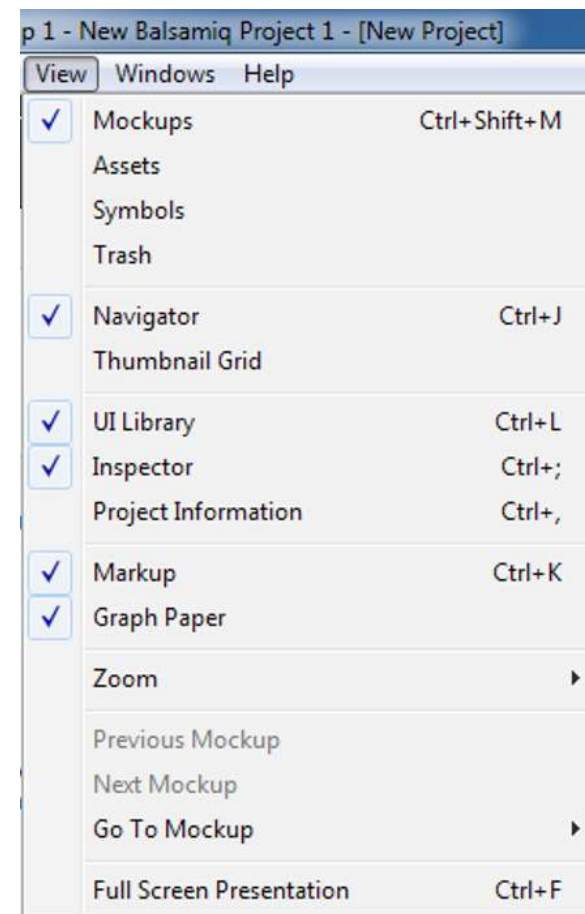 p 1 - New Balsamiq Project 1 - [New Project]
View Windows Help
Mockups Ctrl+Shift+M
Assets
Symbols
Trash
Navigator Ctrl+J
Thumbnail Grid
UI Library Ctrl+L
Inspector Ctrl+;
Project Information Ctrl+,
Markup Ctrl+K
Graph Paper
Zoom
Previous Mockup
Next Mockup
Go To Mockup
Full Screen Presentation Ctrl+F